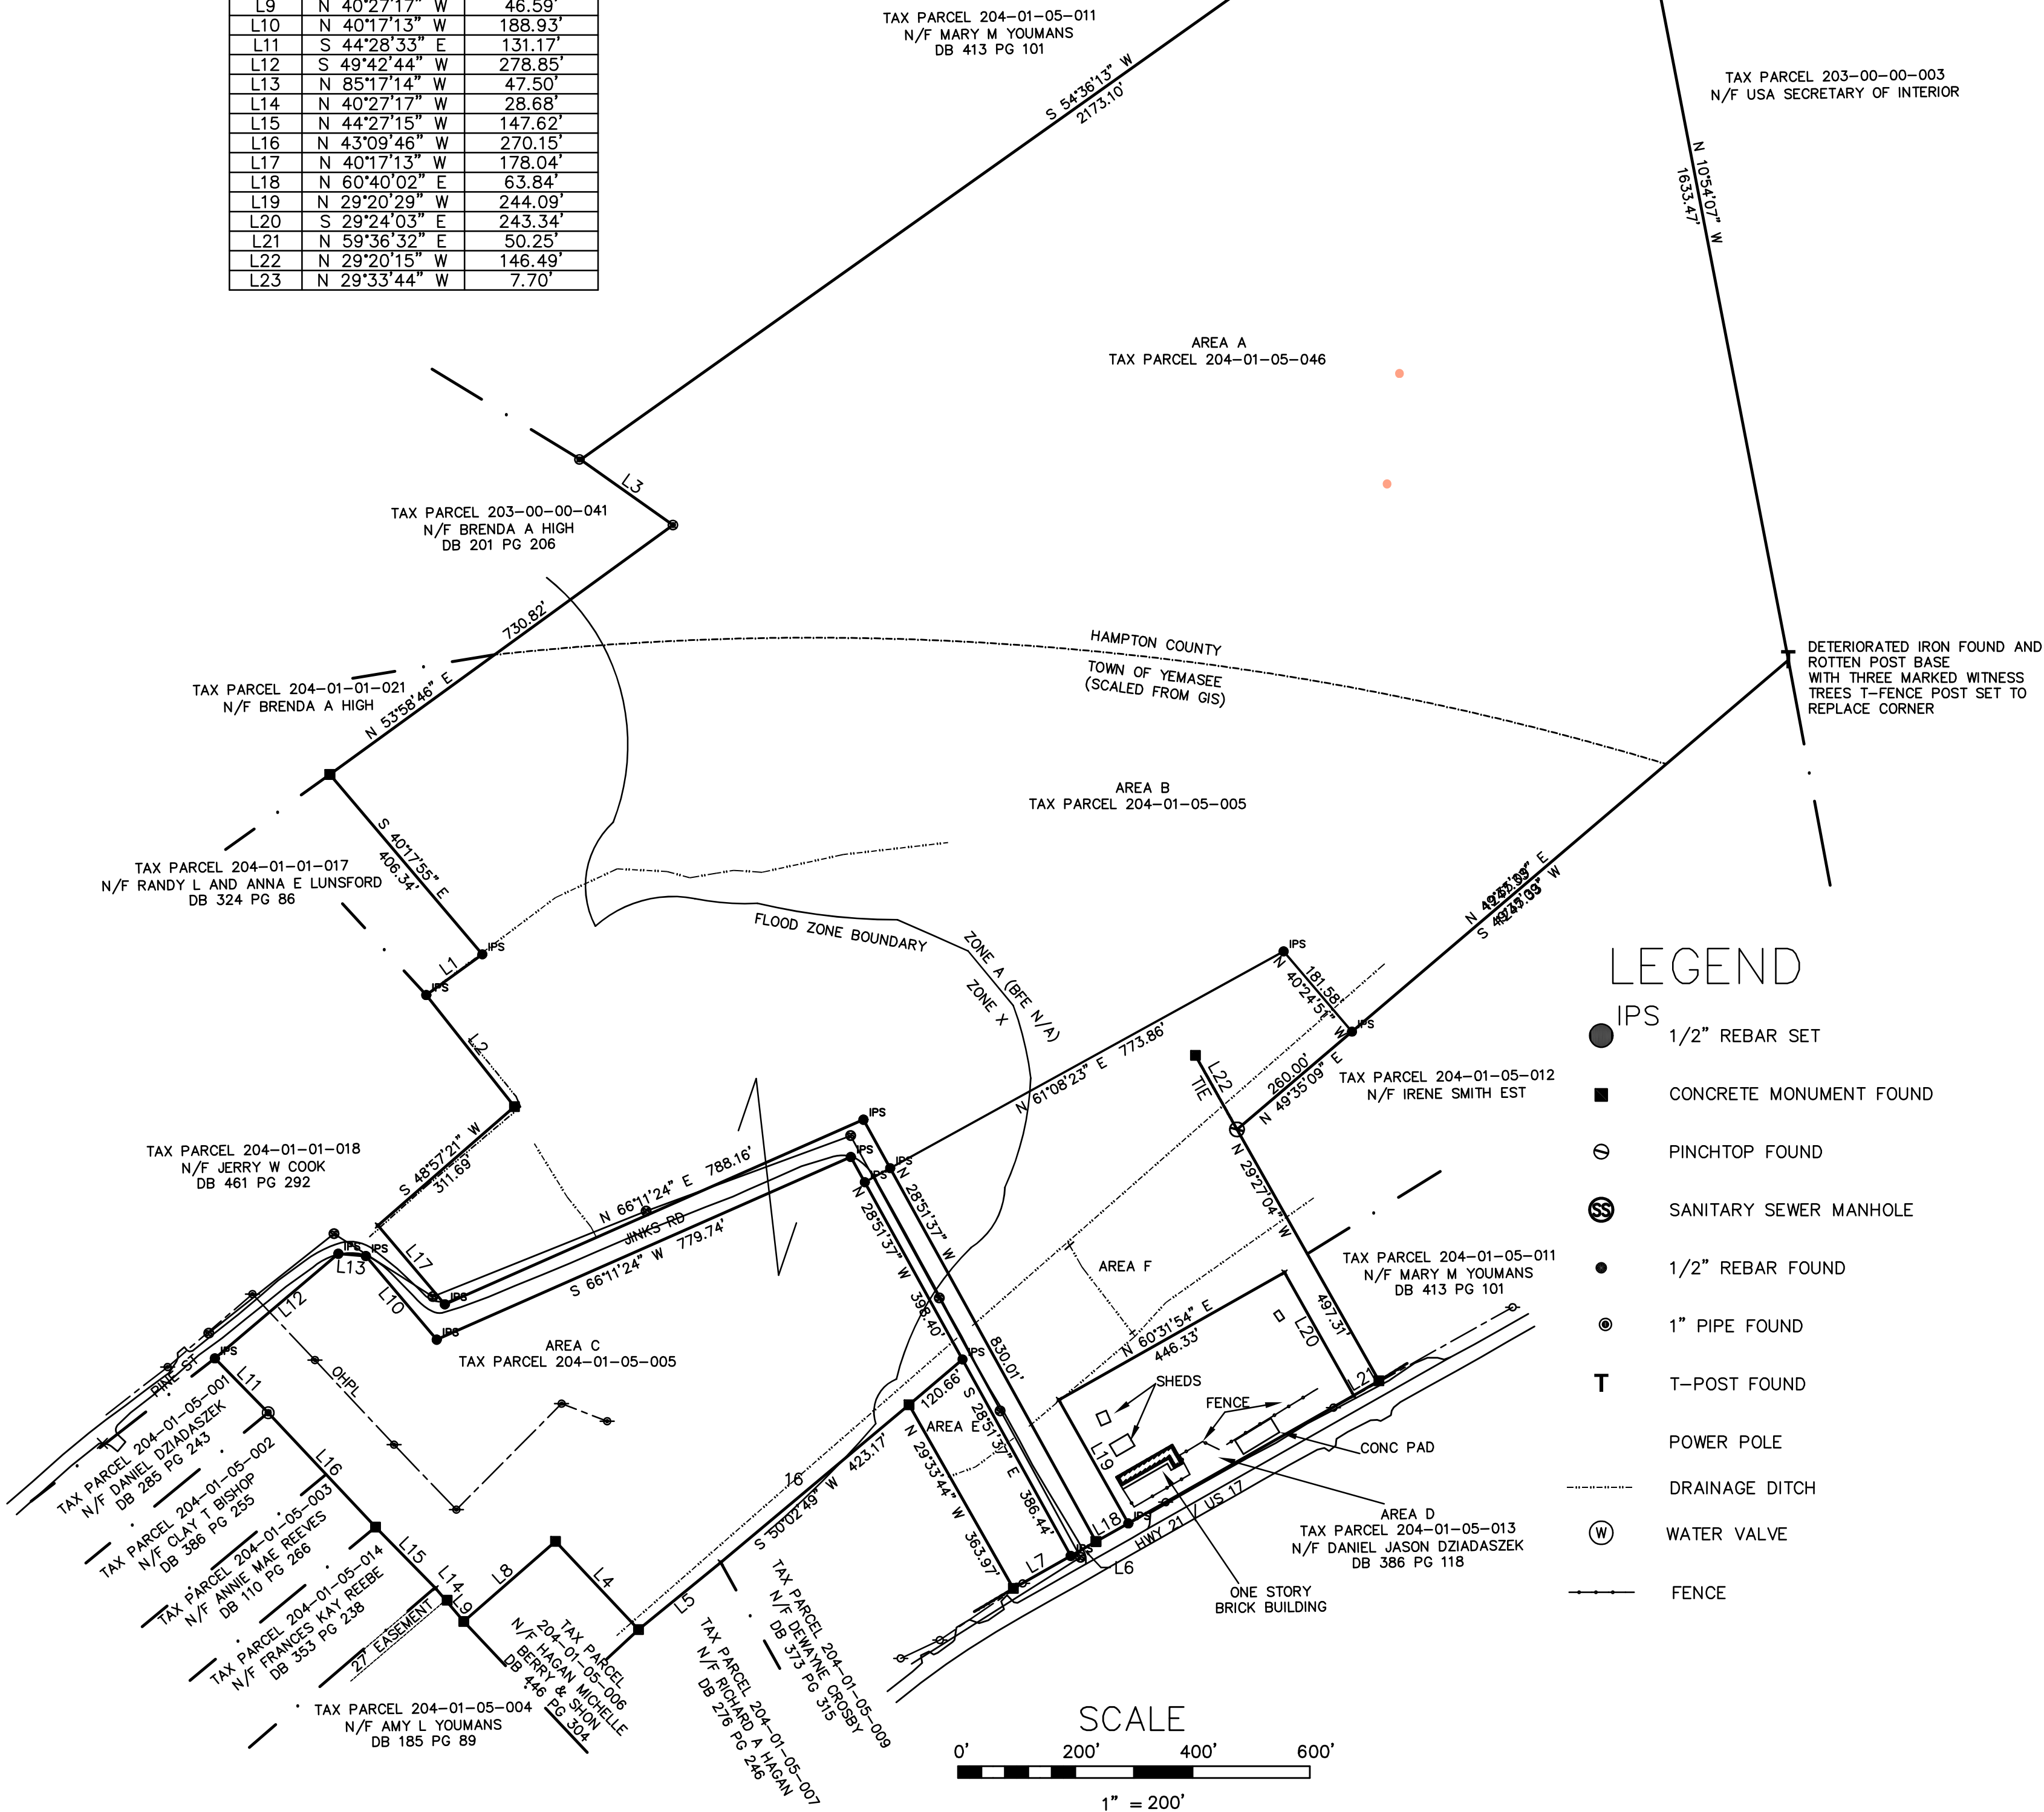 L9 N 40°27'17" W 46.59'
L10 N 40°17'13" W 188.93'
L11 S 44°28'33" E 131.17'
L12 S 49°42'44" W 278.85'
L13 N 85°17'14" W 47.50'
L14 N 40°27'17" W 28.68'
L15 N 44°27'15" W 147.62'
L16 N 43°09'46" W 270.15'
L17 N 40°17'13" W 178.04'
L18 N 60°40'02" E 63.84'
L19 N 29°20'29" W 244.09'
L20 S 29°24'03" E 243.34'
L21 N 59°36'32" E 50.25'
L22 N 29°20'15" W 146.49'
L23 N 29°33'44" W 7.70'
TAX PARCEL 204-01-05-011
N/F MARY M YOUMANS
DB 413 PG 101
S 54°36'13" W
2173.10'
TAX PARCEL 203-00-00-003
N/F USA SECRETARY OF INTERIOR
N 10°54'07" W
1633.47'
AREA A
TAX PARCEL 204-01-05-046
L3
TAX PARCEL 203-00-00-041
N/F BRENDA A HIGH
DB 201 PG 206
730.82'
N 53°58'46" E
HAMPTON COUNTY
TOWN OF YEMASEE
(SCALED FROM GIS)
DETERIORATED IRON FOUND AND
ROTTEN POST BASE
WITH THREE MARKED WITNESS
TREES T-FENCE POST SET TO
REPLACE CORNER
TAX PARCEL 204-01-01-021
N/F BRENDA A HIGH
AREA B
TAX PARCEL 204-01-05-005
S 40°17'55" E
406.34'
TAX PARCEL 204-01-01-017
N/F RANDY L AND ANNA E LUNSFORD
DB 324 PG 86
IPS
L1
IPS
L2
FLOOD ZONE BOUNDARY
ZONE A (BFE N/A)
ZONE X
IPS
181.58'
N 40°24'51" W
IPS
N 61°08'23" E 773.86'
L22
TIE
260.00'
N 49°35'09" E
TAX PARCEL 204-01-05-012
N/F IRENE SMITH EST
LEGEND
IPS
1/2" REBAR SET
CONCRETE MONUMENT FOUND
PINCHTOP FOUND
SS SANITARY SEWER MANHOLE
1/2" REBAR FOUND
1" PIPE FOUND
T T-POST FOUND
POWER POLE
DRAINAGE DITCH
W WATER VALVE
FENCE
TAX PARCEL 204-01-01-018
N/F JERRY W COOK
DB 461 PG 292
S 48°57'21" W
311.69'
IPS
IPS
N 66°11'24" E 788.16'
JINKS RD
S 66°11'24" W 779.74'
IPS
IPS
N 28°51'37" W
N 28°51'37" W
398.40'
830.01'
N 29°27'04" W
497.31'
TAX PARCEL 204-01-05-011
N/F MARY M YOUMANS
DB 413 PG 101
AREA F
N 60°31'54" E
446.33'
L20
L21
IPS
IPS
L13
L17
L10
L12
IPS
IPS
AREA C
TAX PARCEL 204-01-05-005
OHPL
PINE ST
IPS
L11
L16
L15
L14
L9
L8
L4
L5
TAX PARCEL 204-01-05-001
N/F DANIEL DZIADASZEK
DB 285 PG 243
TAX PARCEL 204-01-05-002
N/F CLAY T BISHOP
DB 386 PG 255
TAX PARCEL 204-01-05-003
N/F ANNIE MAE REEVES
DB 110 PG 266
TAX PARCEL 204-01-05-014
N/F FRANCES KAY REEBE
DB 353 PG 238
27' EASEMENT
TAX PARCEL 204-01-05-004
N/F AMY L YOUMANS
DB 185 PG 89
TAX PARCEL
204-01-05-006
N/F HAGAN MICHELLE
BERRY & SHON
DB 446 PG 304
IPS
120.66'
AREA E
S 28°51'37" E
386.44'
N 29°33'44" W
363.97'
16
S 50°02'49" W 423.17'
TAX PARCEL 204-01-05-009
N/F DEWAYNE CROSBY
DB 373 PG 315
TAX PARCEL 204-01-05-007
N/F RICHARD A HAGAN
DB 276 PG 246
SHEDS
FENCE
L19
CONC PAD
L18
IPS
IPS
L7
L6
HWY 21 / US 17
AREA D
TAX PARCEL 204-01-05-013
N/F DANIEL JASON DZIADASZEK
DB 386 PG 118
ONE STORY
BRICK BUILDING
SCALE
0' 200' 400' 600'
1" = 200'